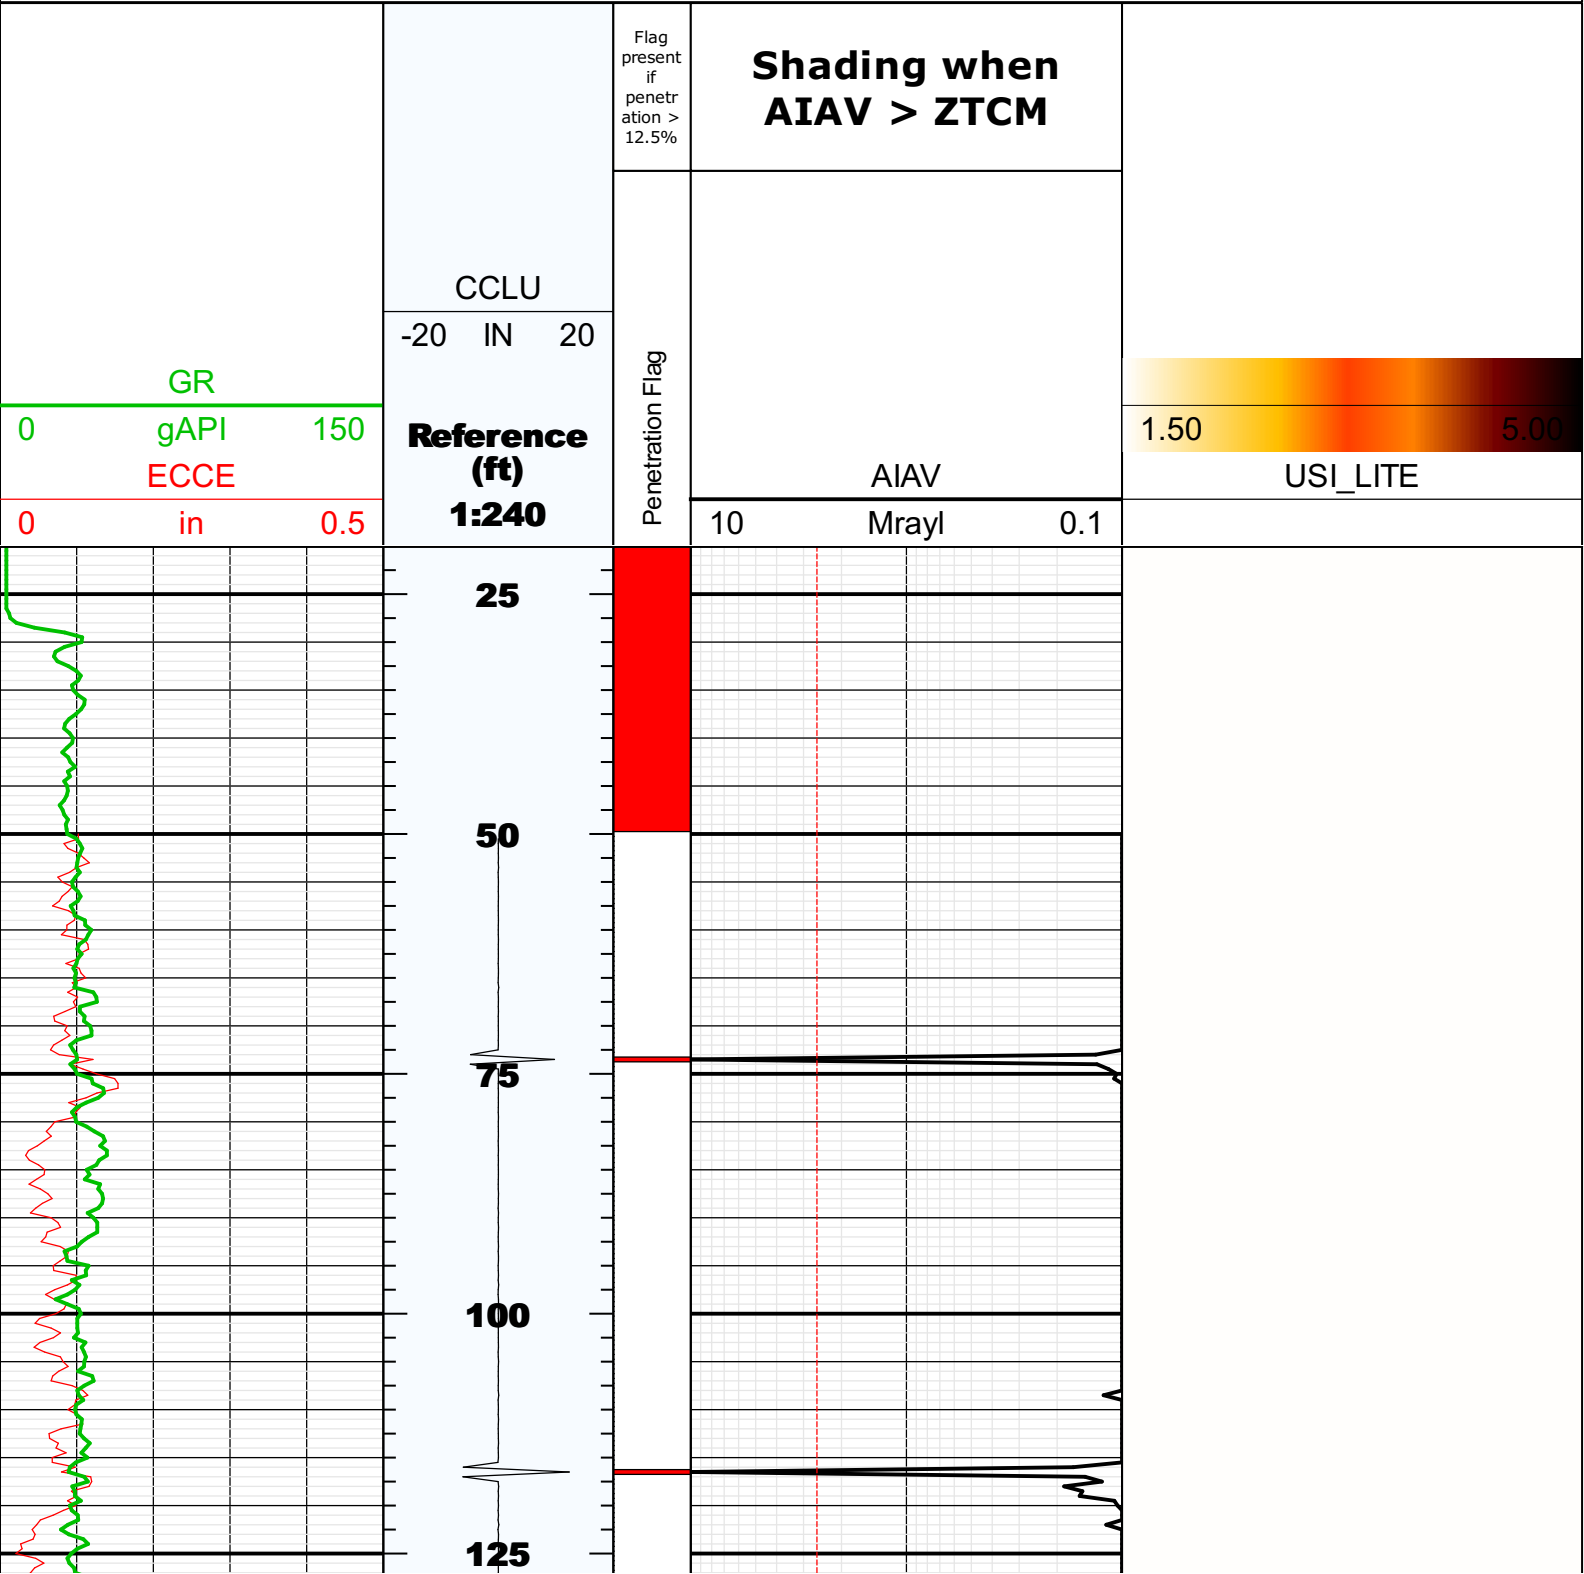 GR
0 gAPI 150
ECCE
0 in 0.5
CCLU
-20 IN 20
Reference
(ft)
1:240
Flag
present
if
penetr
ation >
12.5%
Penetration Flag
Shading when
AIAV > ZTCM
AIAV
10 Mrayl 0.1
1.50 5.00
USI_LITE
25
50
75
100
125